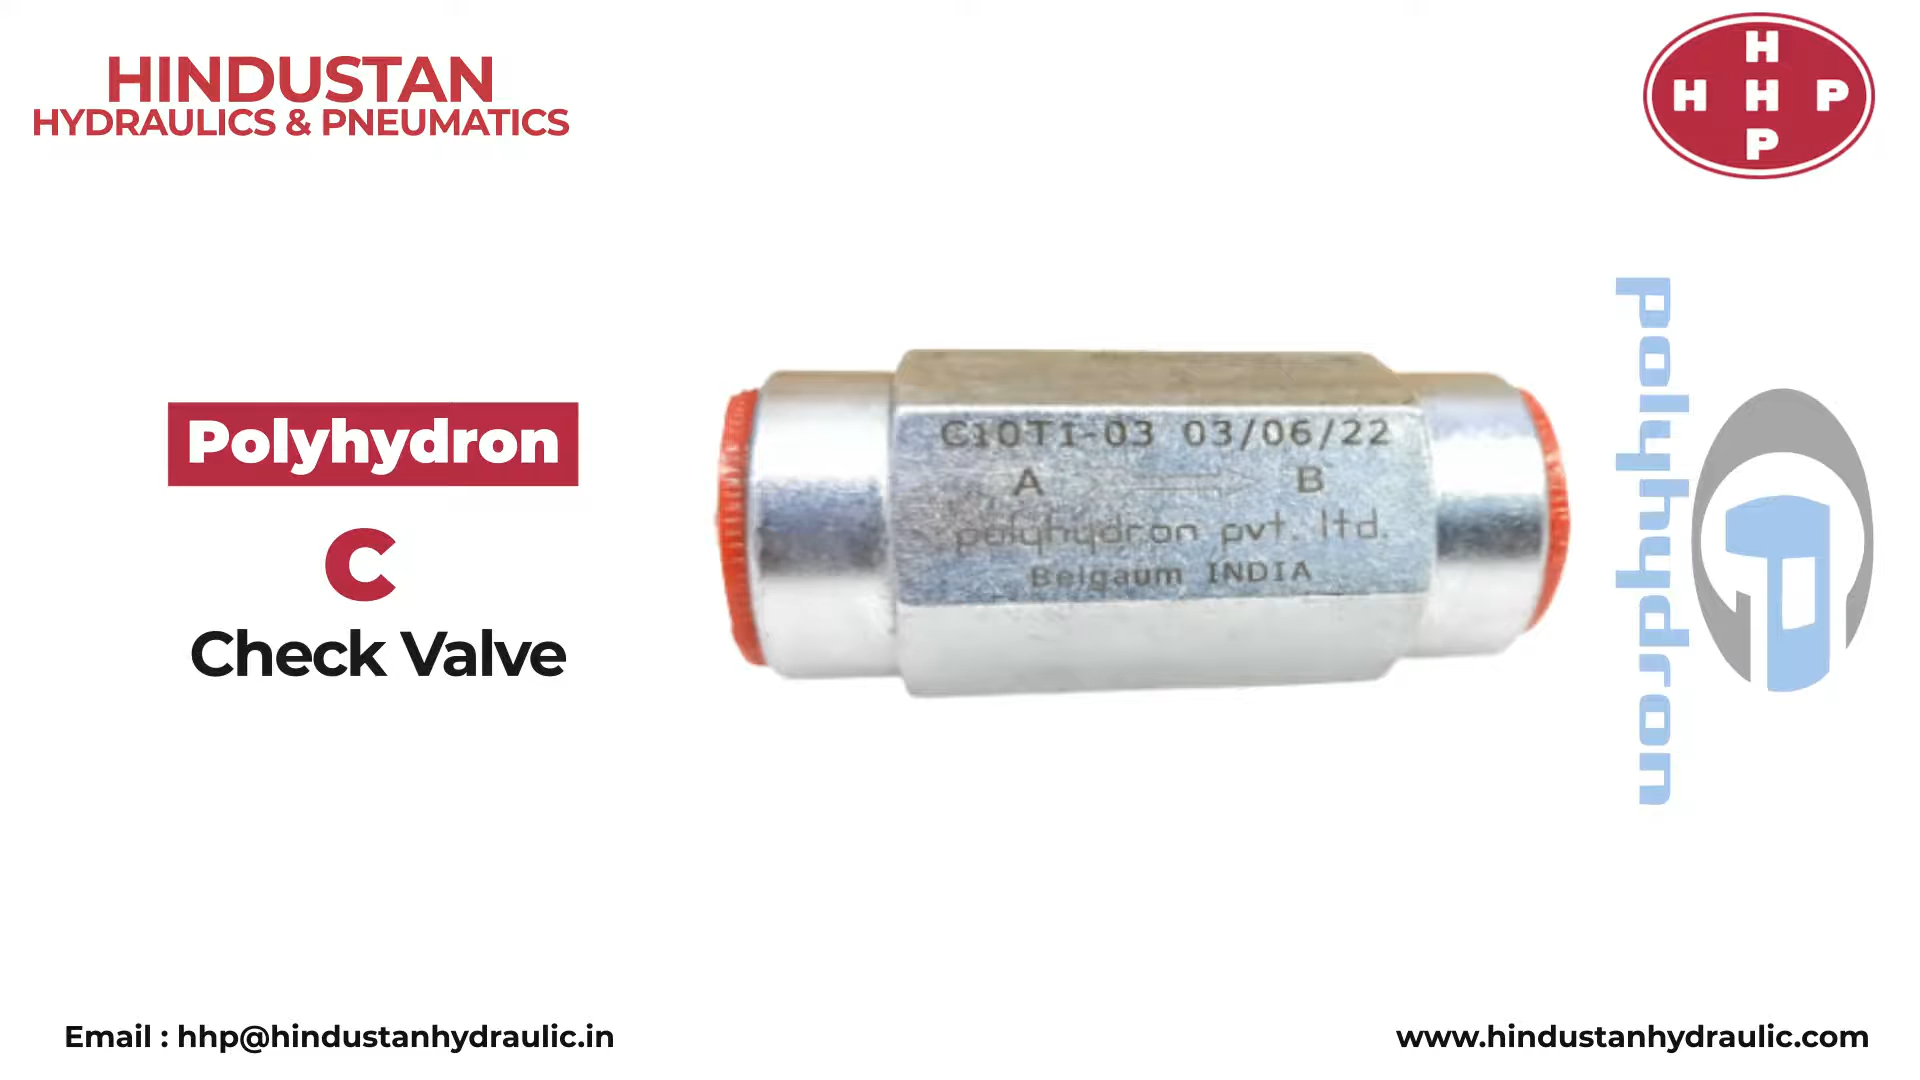 HINDUSTAN
HYDRAULICS & PNEUMATICS
H
H H P
P
Polyhydron
C
Check Valve
C10T1-03 03/06/22
A B
polyhydron pvt. ltd.
Belgaum INDIA
polyhydron
Email : hhp@hindustanhydraulic.in
www.hindustanhydraulic.com